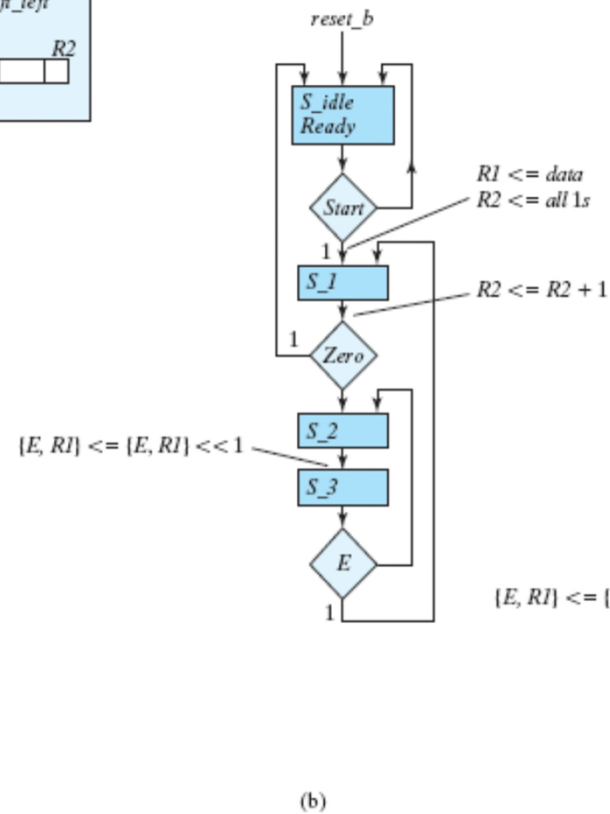 R2
reset_b
S_idle
Ready
R1 <= data
R2 <= all 1s
Start
1
S_1
R2 <= R2 + 1
1
Zero
S_2
{E, R1} <= {E, R1} << 1
S_3
E
{E, R1} <= {
1
(b)